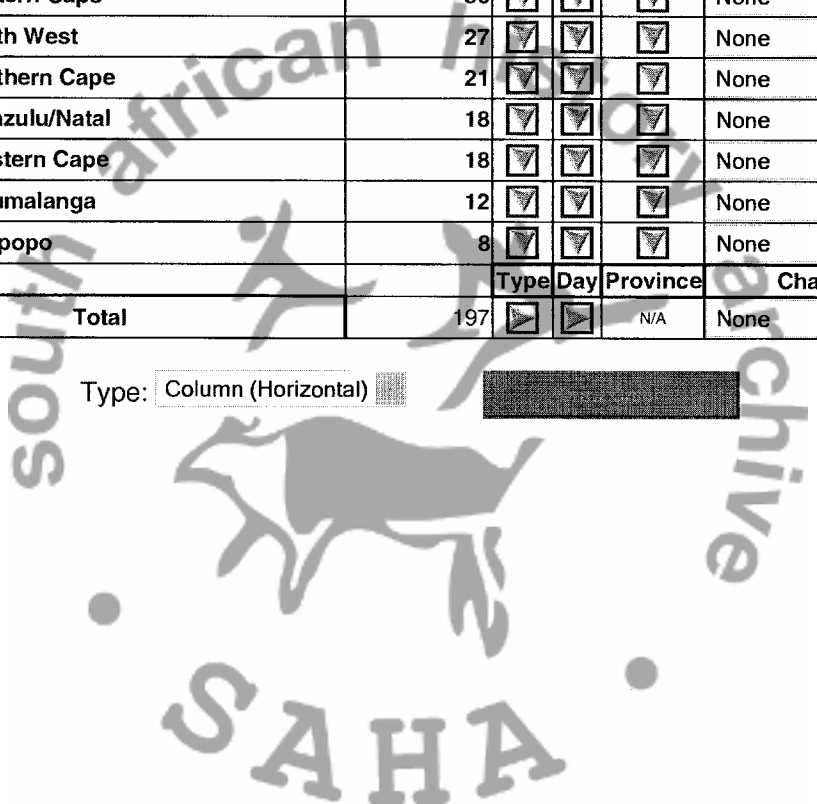 th West 27 None
thern Cape 21 None
azulu/Natal 18 None
stern Cape 18 None
umalanga 12 None
popo 8 None
Type Day Province Cha
Total 197 N/A None
Type: Column (Horizontal)
south african history archive
SAHA